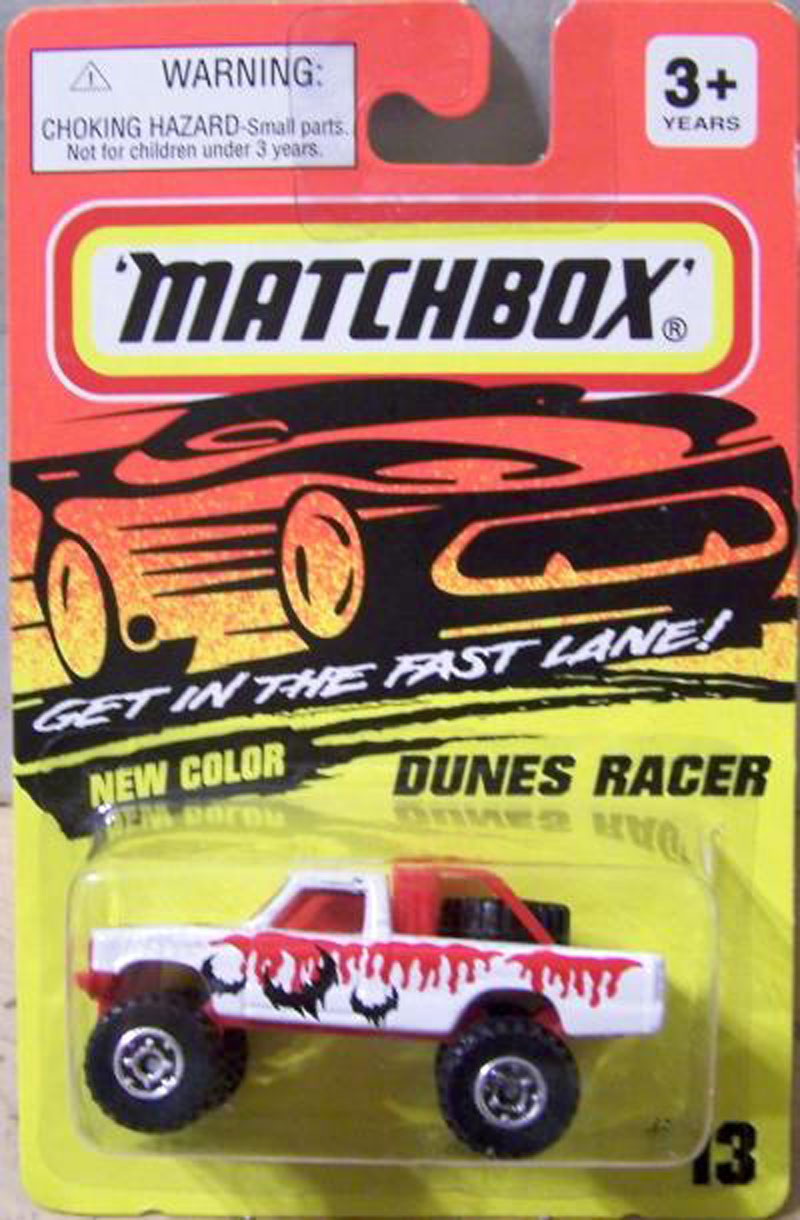 ⚠ WARNING:
CHOKING HAZARD-Small parts.
Not for children under 3 years.
3+
YEARS
'MATCHBOX'®
GET IN THE FAST LANE!
NEW COLOR
DUNES RACER
13